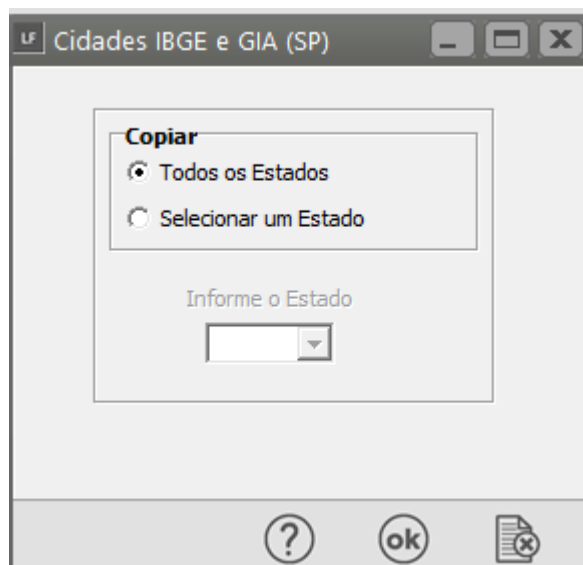 LF Cidades IBGE e GIA (SP)
Copiar
Todos os Estados
Selecionar um Estado
Informe o Estado
? ok